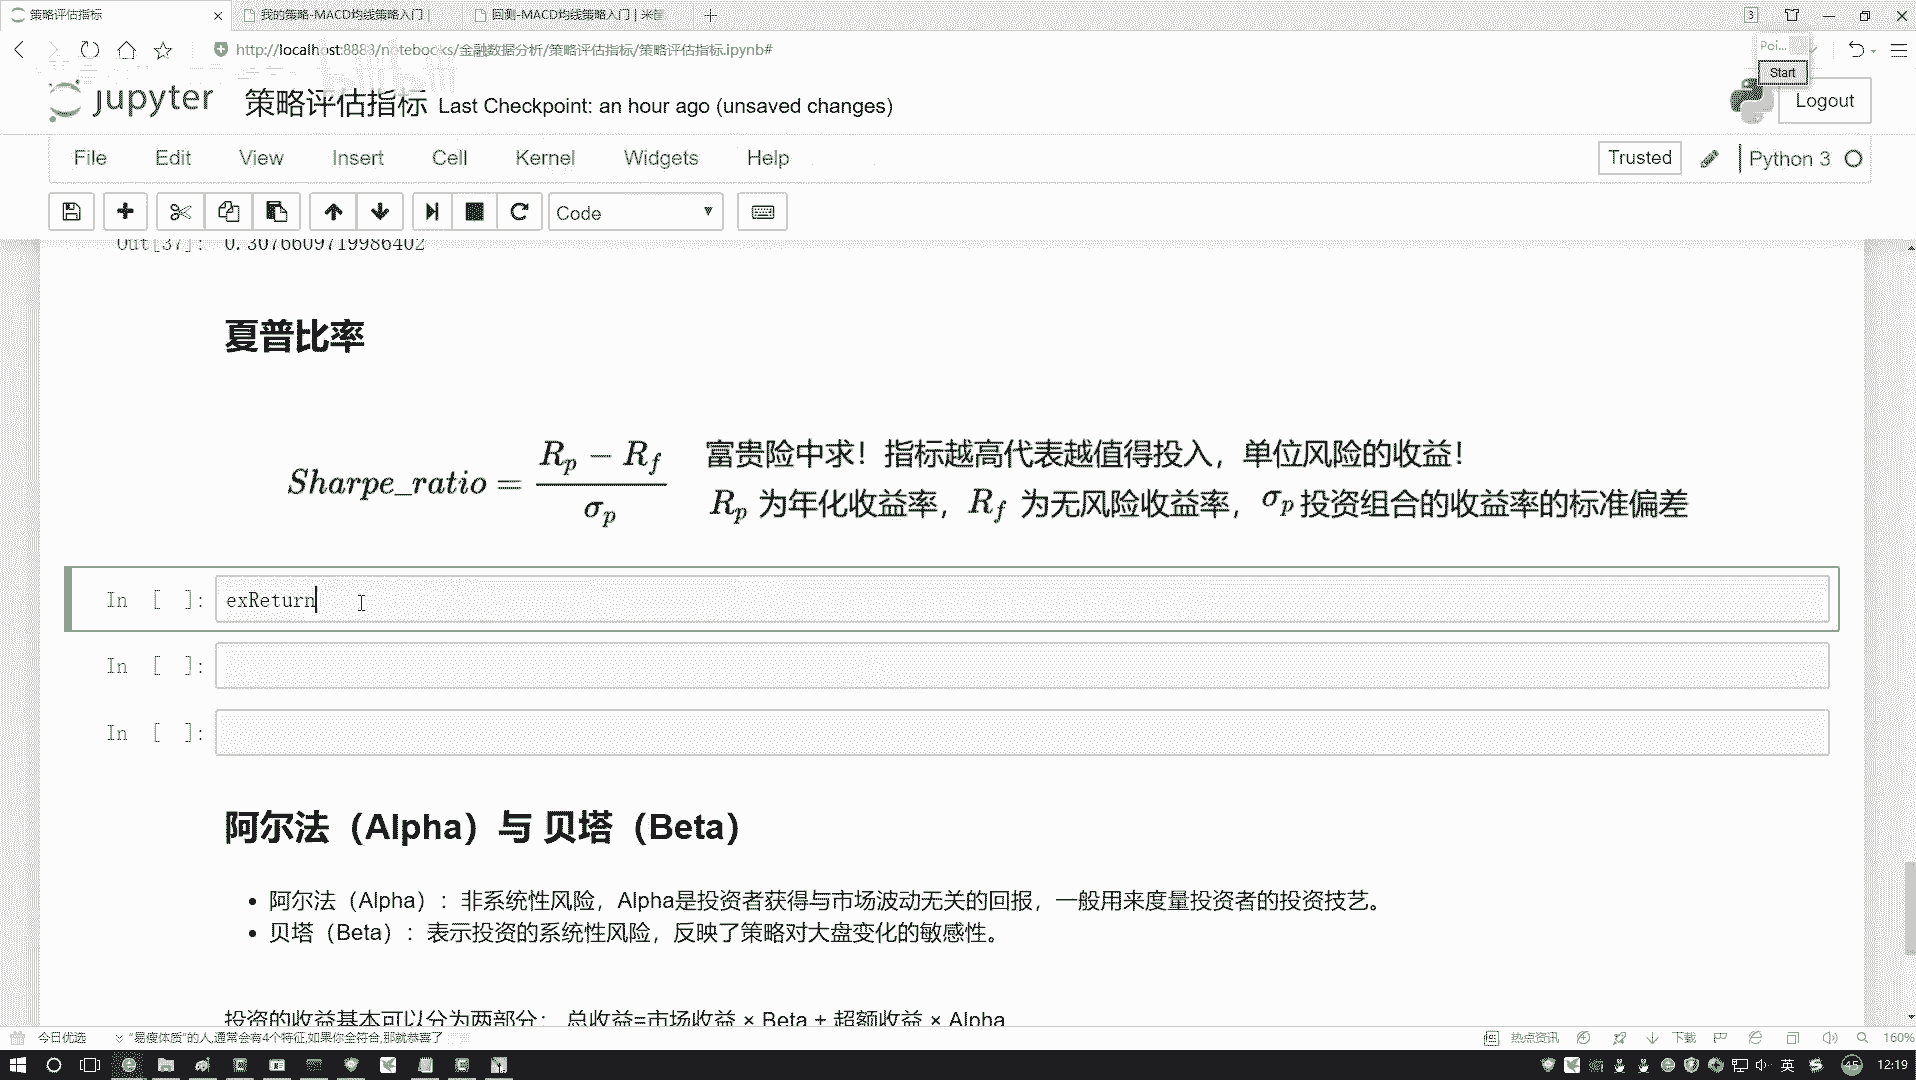 策略评估指标
我的策略-MACD均线策略入门 |
回测-MACD均线策略入门 | 米筐
3
http://localhost:8888/notebooks/金融数据分析/策略评估指标/策略评估指标.ipynb#
Poi...
Start
jupyter 策略评估指标 Last Checkpoint: an hour ago (unsaved changes)
Logout
File Edit View Insert Cell Kernel Widgets Help
Trusted
Python 3
Code
Out[37]: 0.3076609719986402
夏普比率
Sharpe_ratio = (Rp − Rf) / σp
富贵险中求！指标越高代表越值得投入，单位风险的收益！
Rp 为年化收益率，Rf 为无风险收益率，σp投资组合的收益率的标准偏差
In [ ]: exReturn
In [ ]:
In [ ]:
阿尔法（Alpha）与 贝塔（Beta）
• 阿尔法（Alpha）：非系统性风险，Alpha是投资者获得与市场波动无关的回报，一般用来度量投资者的投资技艺。
• 贝塔（Beta）：表示投资的系统性风险，反映了策略对大盘变化的敏感性。
投资的收益基本可以分为两部分： 总收益=市场收益 × Beta + 超额收益 × Alpha
今日优选
“易瘦体质”的人,通常会有4个特征,如果你全符合,那就恭喜了
热点资讯
下载
160%
英
45
12:19